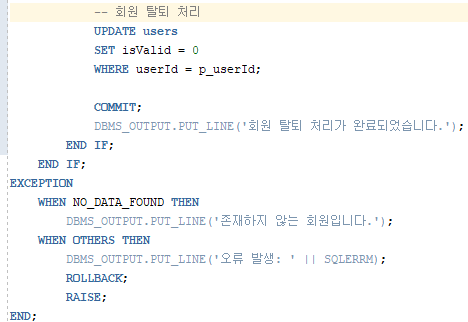 -- 회원 탈퇴 처리
UPDATE users
SET isValid = 0
WHERE userId = p_userId;
COMMIT;
DBMS_OUTPUT.PUT_LINE('회원 탈퇴 처리가 완료되었습니다.');
END IF;
END IF;
EXCEPTION
WHEN NO_DATA_FOUND THEN
DBMS_OUTPUT.PUT_LINE('존재하지 않는 회원입니다.');
WHEN OTHERS THEN
DBMS_OUTPUT.PUT_LINE('오류 발생: ' || SQLERRM);
ROLLBACK;
RAISE;
END;